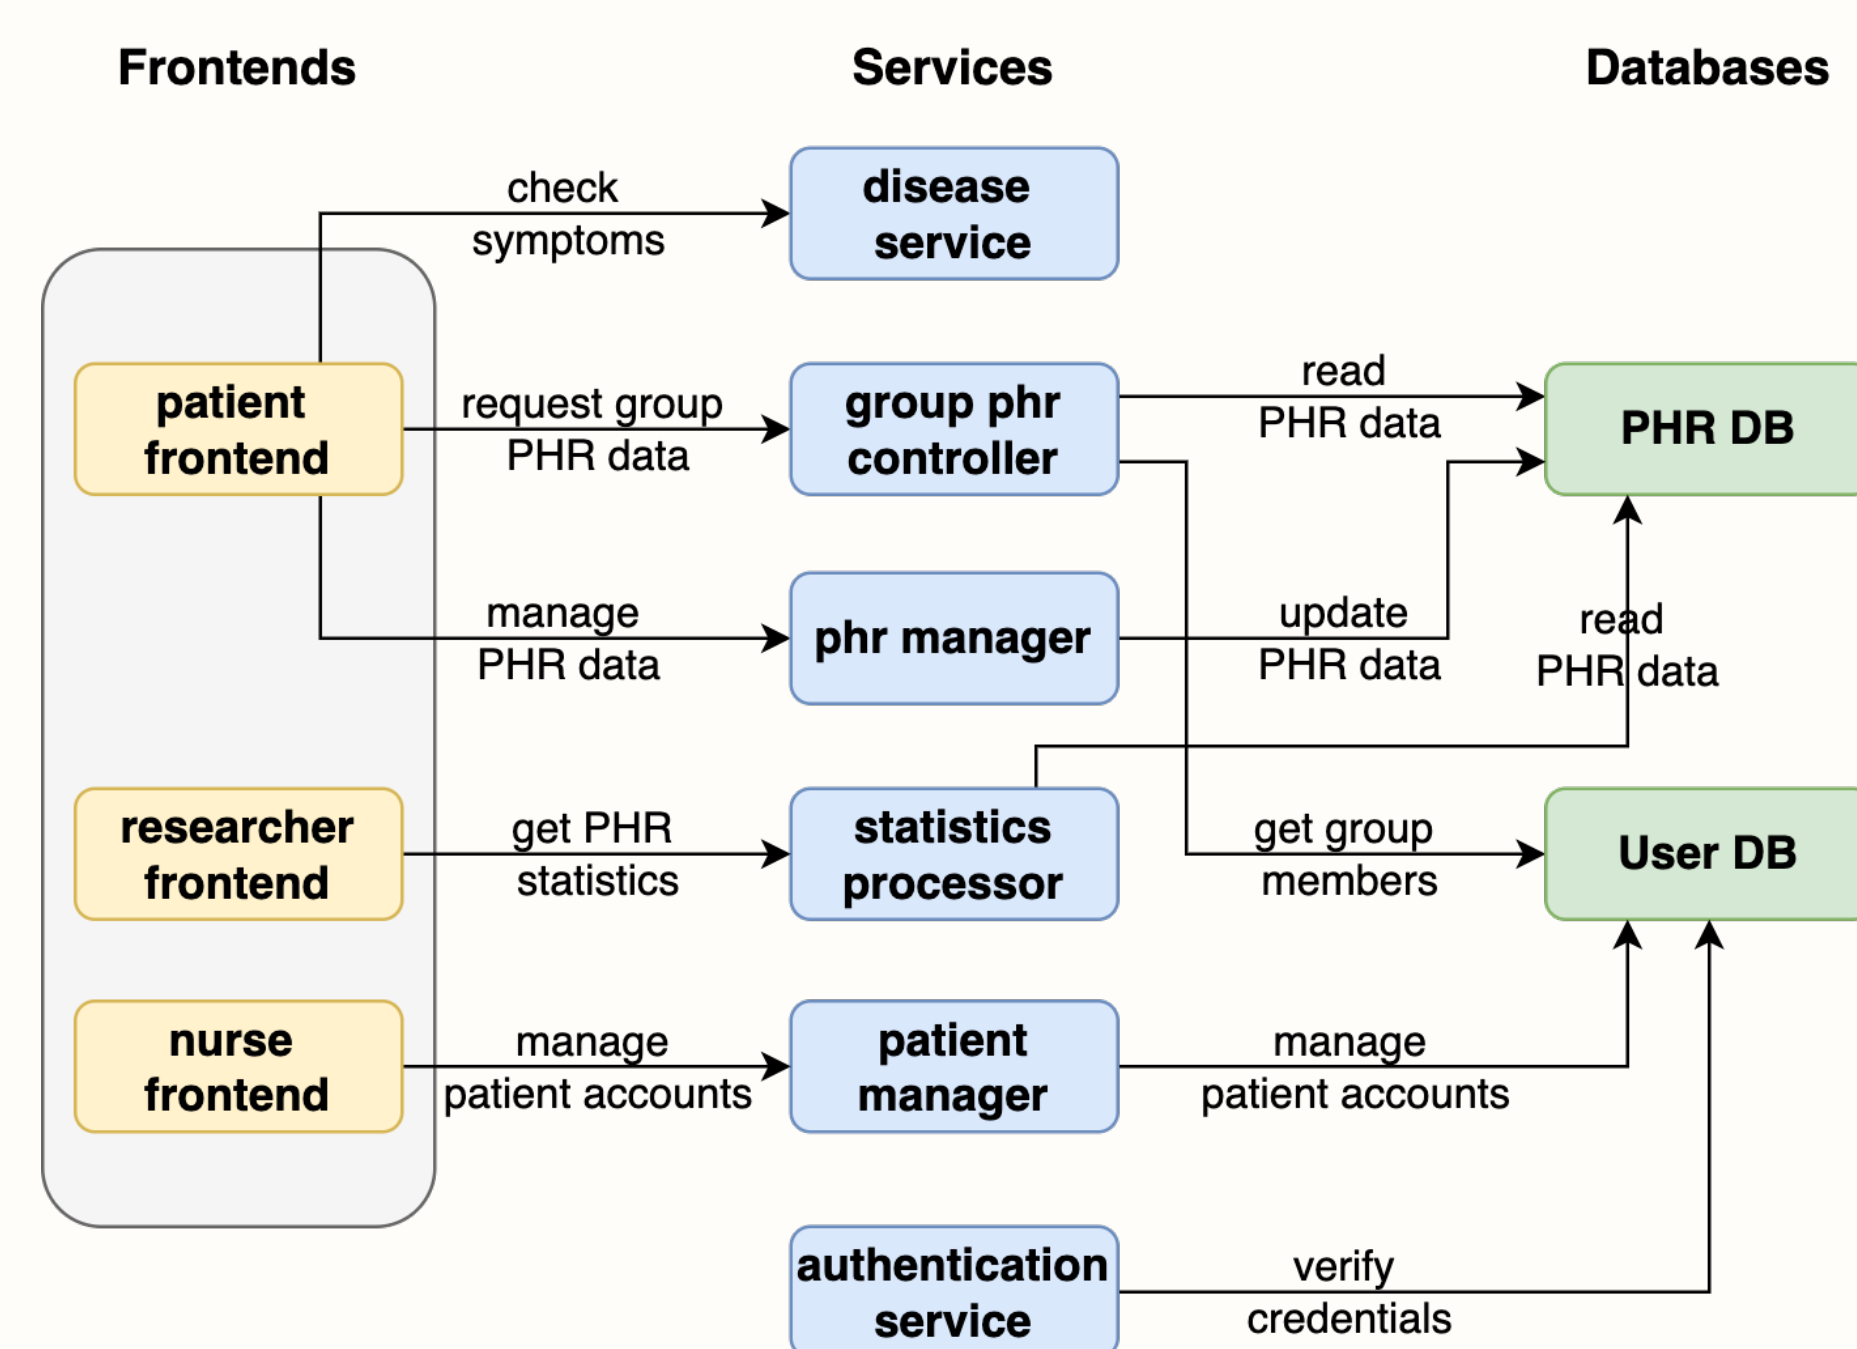 Frontends
Services
Databases
check
symptoms
disease
service
patient
frontend
request group
PHR data
group phr
controller
read
PHR data
PHR DB
manage
PHR data
phr manager
update
PHR data
read
PHR data
researcher
frontend
get PHR
statistics
statistics
processor
get group
members
User DB
nurse
frontend
manage
patient accounts
patient
manager
manage
patient accounts
authentication
service
verify
credentials